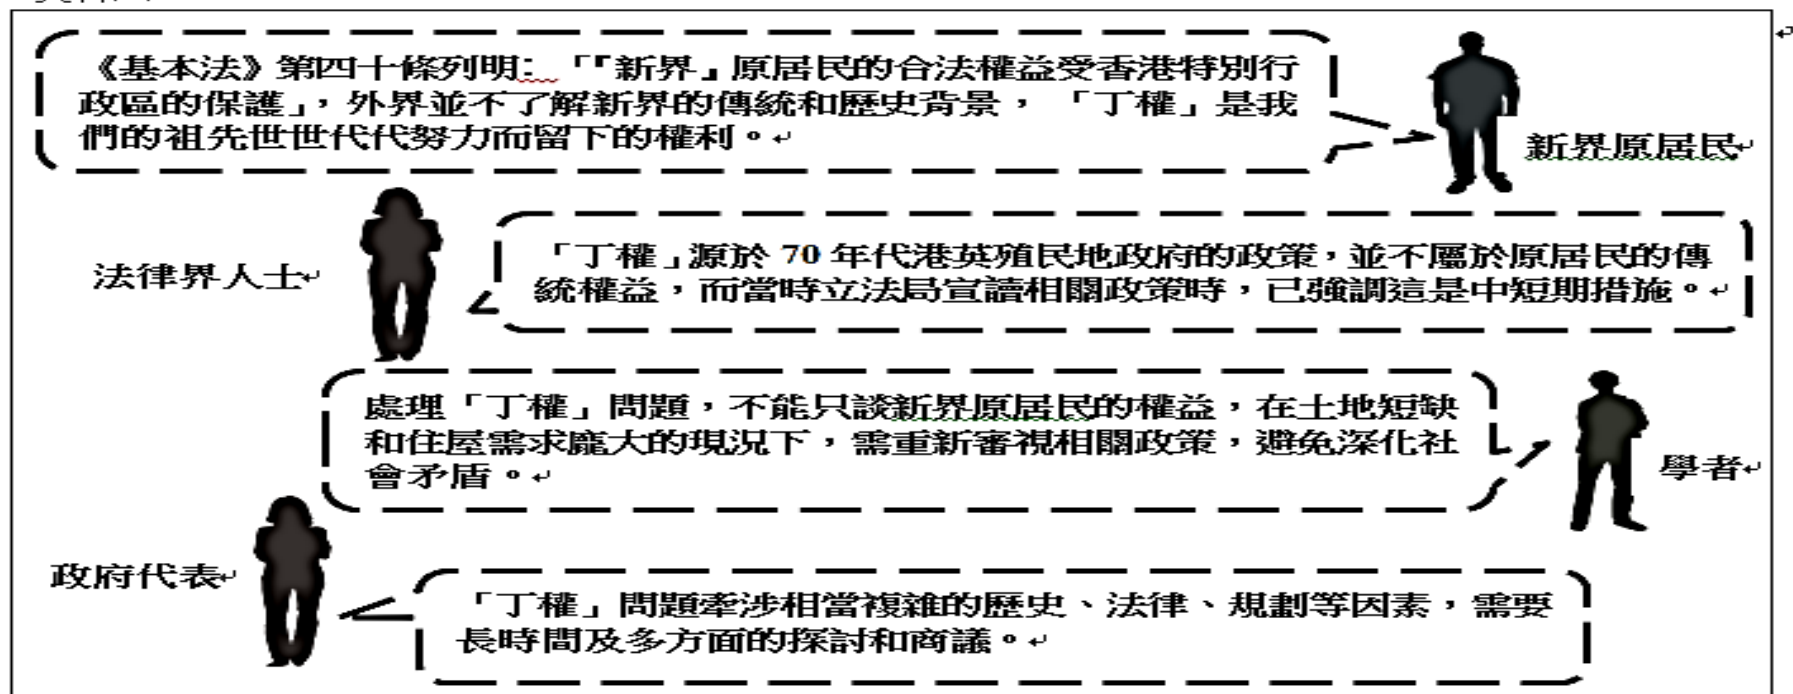 《基本法》第四十條列明：「「新界」原居民的合法權益受香港特別行
政區的保護」，外界並不了解新界的傳統和歷史背景，「丁權」是我
們的祖先世世代代努力而留下的權利。
新界原居民
法律界人士
「丁權」源於 70 年代港英殖民地政府的政策，並不屬於原居民的傳
統權益，而當時立法局宣讀相關政策時，已強調這是中短期措施。
處理「丁權」問題，不能只談新界原居民的權益，在土地短缺
和住屋需求龐大的現況下，需重新審視相關政策，避免深化社
會矛盾。
學者
政府代表
「丁權」問題牽涉相當複雜的歷史、法律、規劃等因素，需要
長時間及多方面的探討和商議。